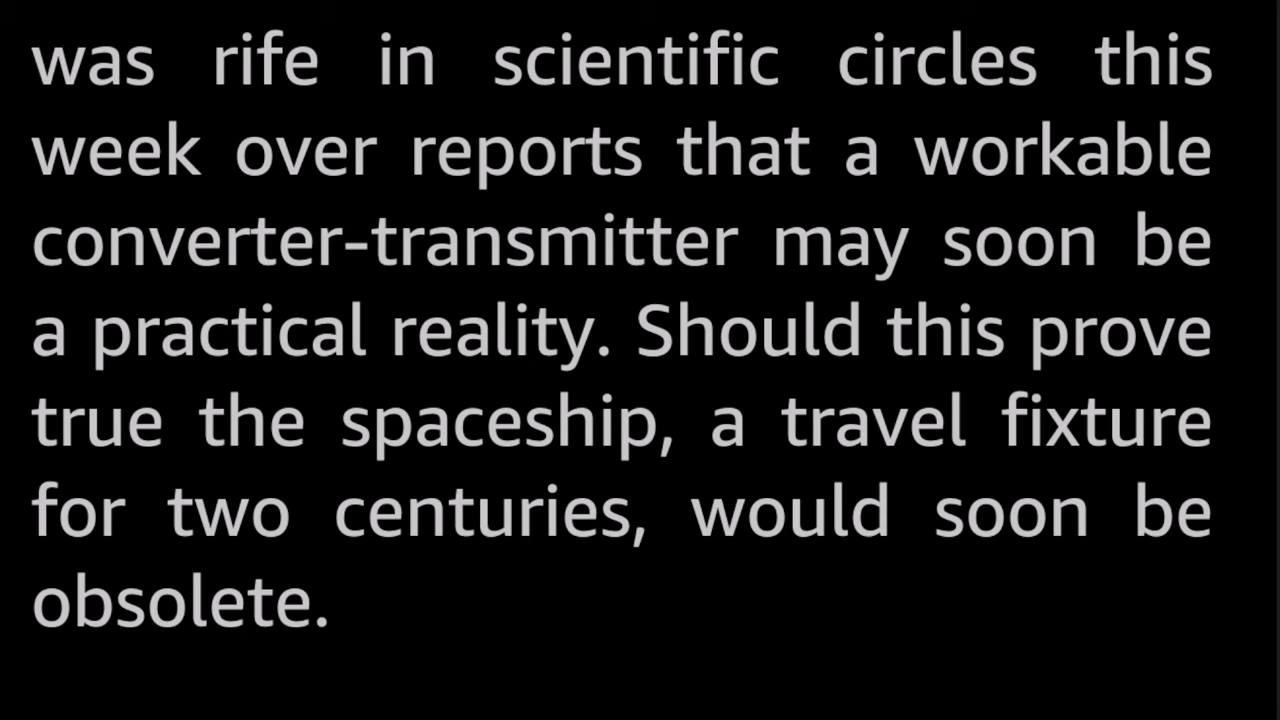 was rife in scientific circles this
week over reports that a workable
converter-transmitter may soon be
a practical reality. Should this prove
true the spaceship, a travel fixture
for two centuries, would soon be
obsolete.